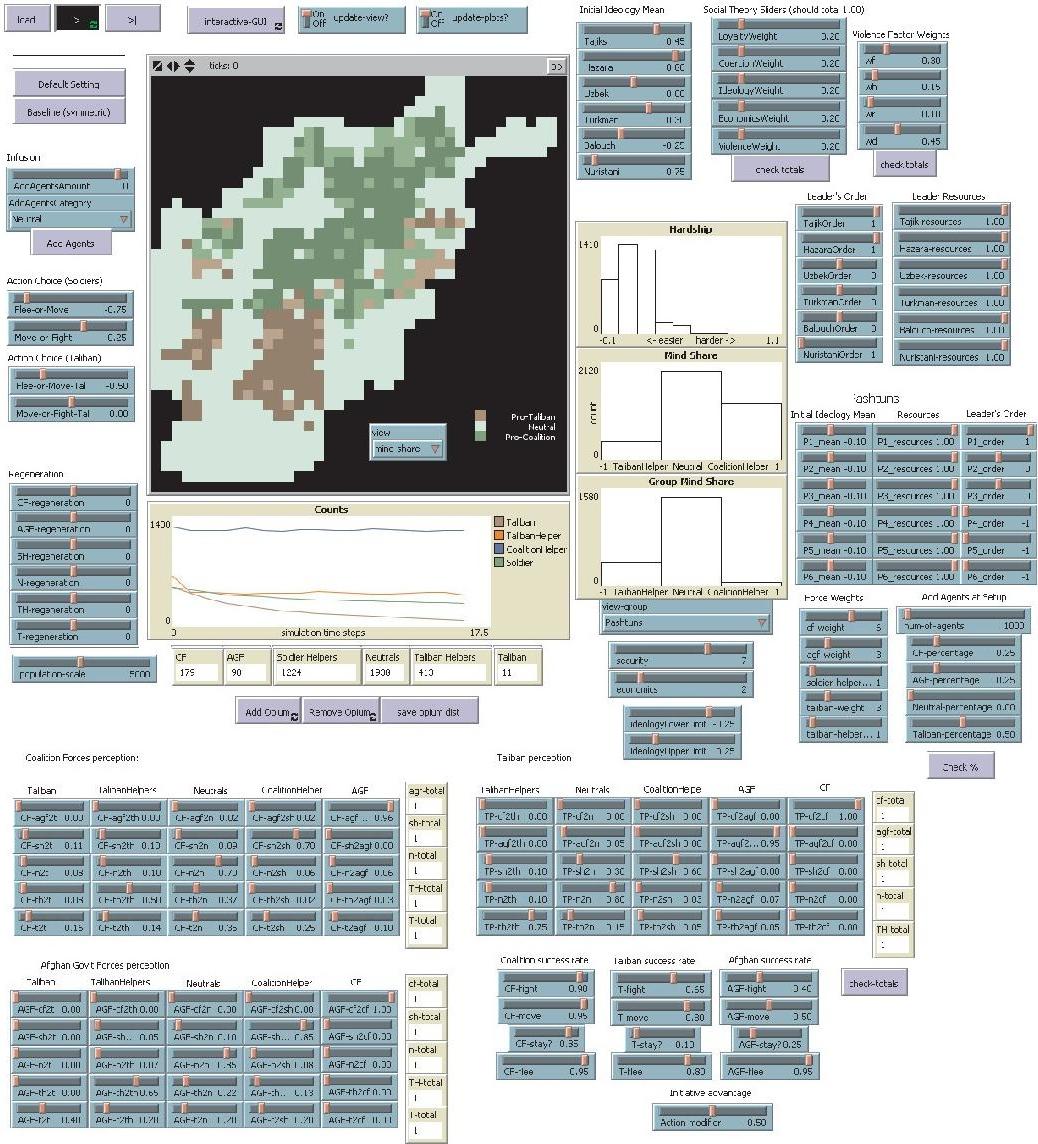 load
>
>|
interactive-GUI
On
Off
update-view?
On
Off
update-plots?
Default Setting
Baseline (symmetric)
Infusion
AddAgentsAmount 0
AddAgentsCategory
Neutral
Add Agents
Action Choice (Soldiers)
Flee-or-Move -0.75
Move-or-Fight 0.25
Action Choice (Taliban)
Flee-or-Move-Tal -0.50
Move-or-Fight-Tal 0.00
Regeneration
CF-regeneration 0
AGF-regeneration 0
SH-regeneration 0
N-regeneration 0
TH-regeneration 0
T-regeneration 0
population-scale 5000
ticks: 0
3D
view
mind share
Pro-Taliban
Neutral
Pro-Coalition
Counts
1400
0
0
simulation time steps
17.5
Taliban
TalibanHelper
CoalitionHelper
Soldier
CF
179
AGF
90
Soldier Helpers
1224
Neutrals
1900
Taliban Helpers
413
Taliban
11
Add Opium
Remove Opium
save opium dist
Initial Ideology Mean
Tajiks 0.45
Hazara
Uzbek 0.00
Turkman
Balouch -0.25
Nuristani
Social Theory Sliders (should total 1.00)
LoyaltyWeight 0.20
CoercionWeight 0.20
IdeologyWeight 0.20
EconomicsWeight 0.20
ViolenceWeight 0.20
check totals
Violence Factor Weights
wf 0.30
wh 0.15
wr 0.10
wd 0.45
check totals
Hardship
1410
0
-0.1
<- easier harder ->
1.1
Mind Share
2120
count
0
-1 TalibanHelper Neutral CoalitionHelper 1
Group Mind Share
1580
0
-1 TalibanHelper Neutral CoalitionHelper 1
view-group
Pashtuns
security 7
economics 2
ideologyLowerLimit -0.25
ideologyUpperLimit 0.25
Leader's Order
TajikOrder 1
HazaraOrder 1
UzbekOrder 0
TurkmanOrder 0
BalouchOrder 0
NuristaniOrder
Leader Resources
Tajik-resources 1.00
Hazara-resources 1.00
Uzbek-resources 1.00
Turkman-resources 1.00
Balouch-resources 1.00
Nuristani-resources 1.00
Pashtuns
Initial Ideology Mean Resources Leader's Order
P1_mean -0.10 P1_resources 1.00 P1_order 1
P2_mean -0.10 P2_resources 1.00 P2_order 0
P3_mean -0.10 P3_resources 1.00 P3_order
P4_mean -0.10 P4_resources 1.00 P4_order -1
P5_mean -0.10 P5_resources 1.00 P5_order -1
P6_mean -0.10 P6_resources 1.00 P6_order -1
Force Weights
cf-weight 6
agf-weight 3
soldier-helper... 1
taliban-weight 3
taliban-helper... 1
Add Agents at Setup
num-of-agents 1000
CF-percentage 0.25
AGF-percentage 0.25
Neutral-percentage 0.00
Taliban-percentage 0.50
Check %
Coalition Forces perception:
Taliban TalibanHelpers Neutrals CoalitionHelper AGF
CF-agf2t 0.00 CF-agf2th 0.00 CF-agf2n 0.02 CF-agf2sh 0.02 CF-agf... 0.96
CF-sh2t 0.11 CF-sh2th 0.10 CF-sh2n 0.09 CF-sh2sh 0.70 CF-sh2agf 0.00
CF-n2t CF-n2th 0.10 CF-n2n 0.70 CF-n2sh 0.06 CF-n2agf 0.06
CF-th2t CF-th2th 0.50 CF-th2n CF-th2sh 0.02 CF-th2agf
CF-t2t CF-t2th 0.14 CF-t2n CF-t2sh 0.25 CF-t2agf 0.10
agf-total
1
sh-total
1
n-total
1
TH-total
1
T-total
1
Taliban perception
TalibanHelpers Neutrals CoalitionHelpe AGF CF
TP-cf2th 0.00 TP-cf2n 0.00 TP-cf2sh 0.00 TP-cf2agf 0.00 TP-cf2cf 1.00
TP-agf2th 0.00 TP-agf2n 0.05 TP-agf2sh 0.00 TP-agf2... 0.95 TP-agf2cf 0.00
TP-sh2th 0.10 TP-sh2n 0.30 TP-sh2sh 0.60 TP-sh2agf 0.00 TP-sh2cf 0.00
TP-n2th 0.10 TP-n2n 0.80 TP-n2sh 0.03 TP-n2agf 0.07 TP-n2cf 0.00
TP-th2th 0.75 TP-th2n 0.15 TP-th2sh TP-th2agf 0.05 TP-th2cf 0.00
cf-total
1
agf-total
1
sh-total
1
n-total
1
TH-total
1
Afghan Govt Forces perception
Taliban TalibanHelpers Neutrals CoalitionHelper CF
AGF-cf2t 0.00 AGF-cf2th 0.00 AGF-cf2n 0.00 AGF-cf2sh 0.00 AGF-cf2cf 1.00
AGF-sh2t 0.00 AGF-sh... 0.05 AGF-sh2n 0.10 AGF-sh... 0.85 AGF-sh2cf 0.00
AGF-n2t 0.00 AGF-n2th 0.07 AGF-n2n AGF-n2sh 0.08 AGF-n2cf 0.00
AGF-th2t 0.00 AGF-th2th 0.65 AGF-th2n 0.22 AGF-th... 0.13 AGF-th2cf 0.00
AGF-t2t 0.40 AGF-t2th 0.20 AGF-t2n 0.20 AGF-t2sh 0.20 AGF-t2cf
cf-total
1
sh-total
1
n-total
1
TH-total
1
T-total
1
Coalition success rate
CF-fight 0.90
CF-move 0.95
CF-stay?
CF-flee 0.95
Taliban success rate
T-fight 0.65
T-move 0.80
T-stay? 0.10
T-flee 0.80
Afghan success rate
AGF-fight 0.40
AGF-move 0.50
AGF-stay? 0.25
AGF-flee 0.95
check-totals
Initiative advantage
Action modifier 0.50